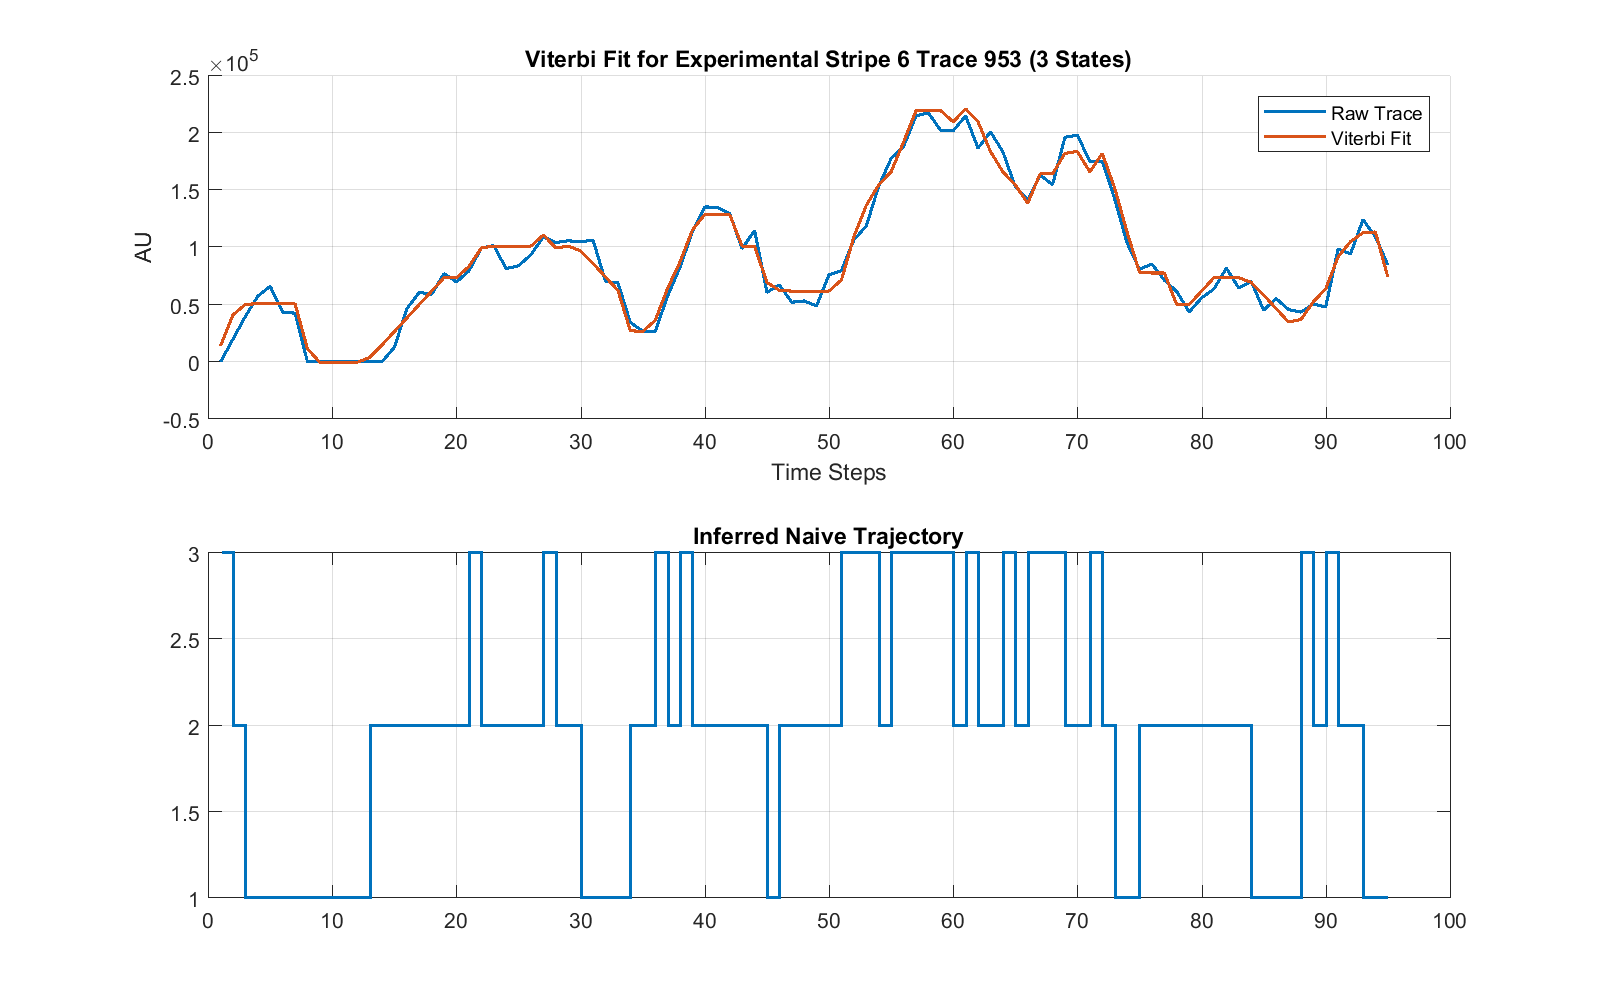 Viterbi Fit for Experimental Stripe 6 Trace 953 (3 States)
×10^5
2.5
2
1.5
1
0.5
0
-0.5
AU
Raw Trace
Viterbi Fit
0 10 20 30 40 50 60 70 80 90 100
Time Steps
Inferred Naive Trajectory
3
2.5
2
1.5
1
0 10 20 30 40 50 60 70 80 90 100